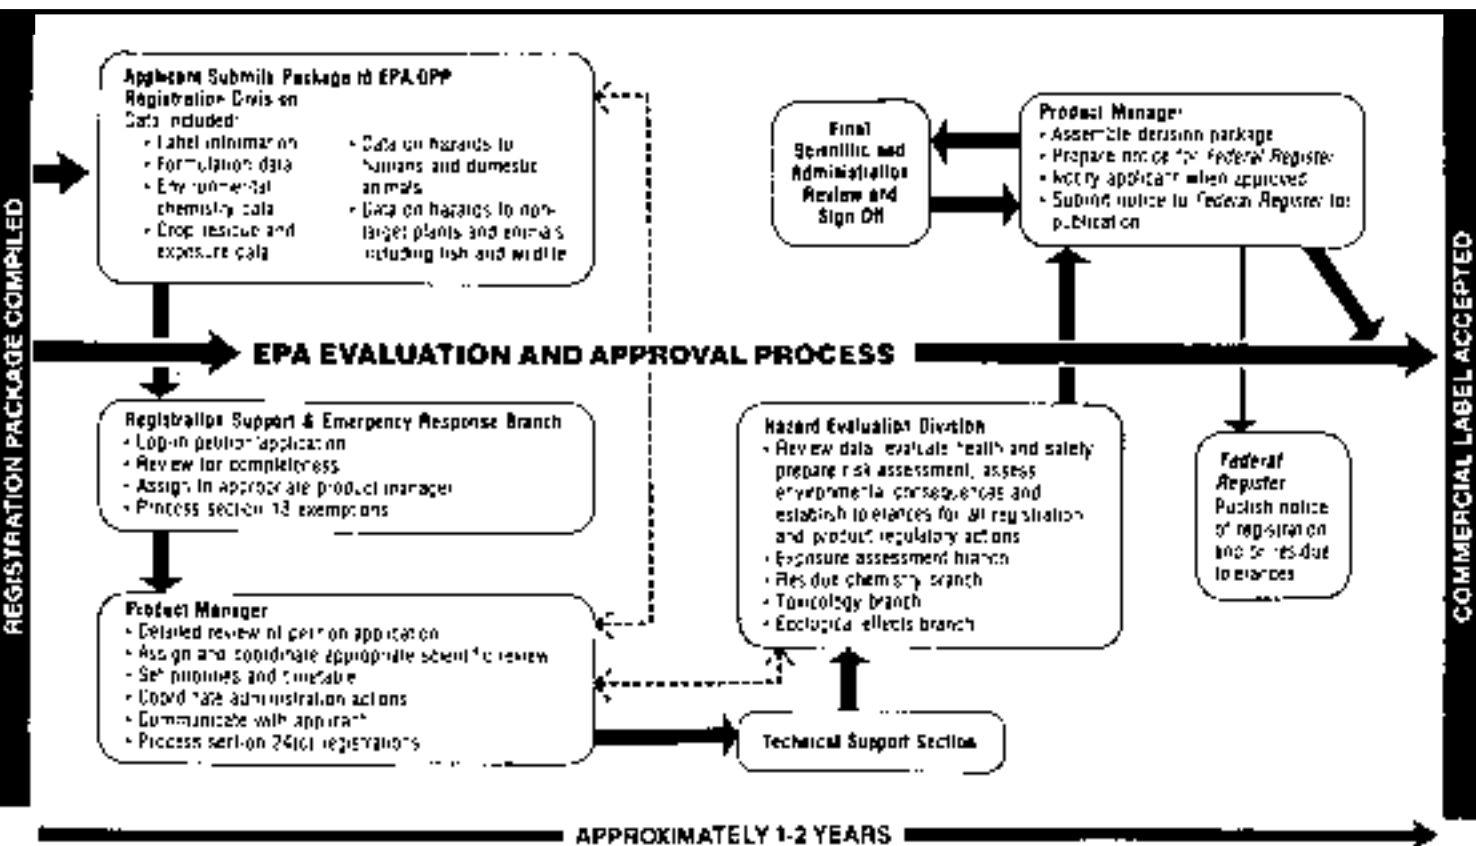 REGISTRATION PACKAGE COMPILED
Applicant Submits Package to EPA OPP
Registration Division
Data included:
• Label information
• Formulation data
• Environmental
chemistry data
• Crop residue and
exposure data
• Data on hazards to
humans and domestic
animals
• Data on hazards to non-
target plants and animals
including fish and wildlife
EPA EVALUATION AND APPROVAL PROCESS
Registration Support & Emergency Response Branch
• Log-in petition application
• Review for completeness
• Assign to appropriate product manager
• Process section 18 exemptions
Product Manager
• Detailed review of petition application
• Assign and coordinate appropriate scientific review
• Set priorities and timetable
• Coordinate administration actions
• Communicate with applicant
• Process section 24(c) registrations
Technical Support Section
Hazard Evaluation Division
• Review data, evaluate health and safety
prepare risk assessment, assess
environmental consequences and
establish tolerances for all registration
and product regulatory actions
• Exposure assessment branch
• Residue chemistry branch
• Toxicology branch
• Ecological effects branch
Final
Scientific and
Administration
Review and
Sign Off
Product Manager
• Assemble decision package
• Prepare notice for Federal Register
• Notify applicant when approved
• Submit notice to Federal Register for
publication
Federal
Register
Publish notice
of registration
and or residue
tolerances
COMMERCIAL LABEL ACCEPTED
APPROXIMATELY 1-2 YEARS